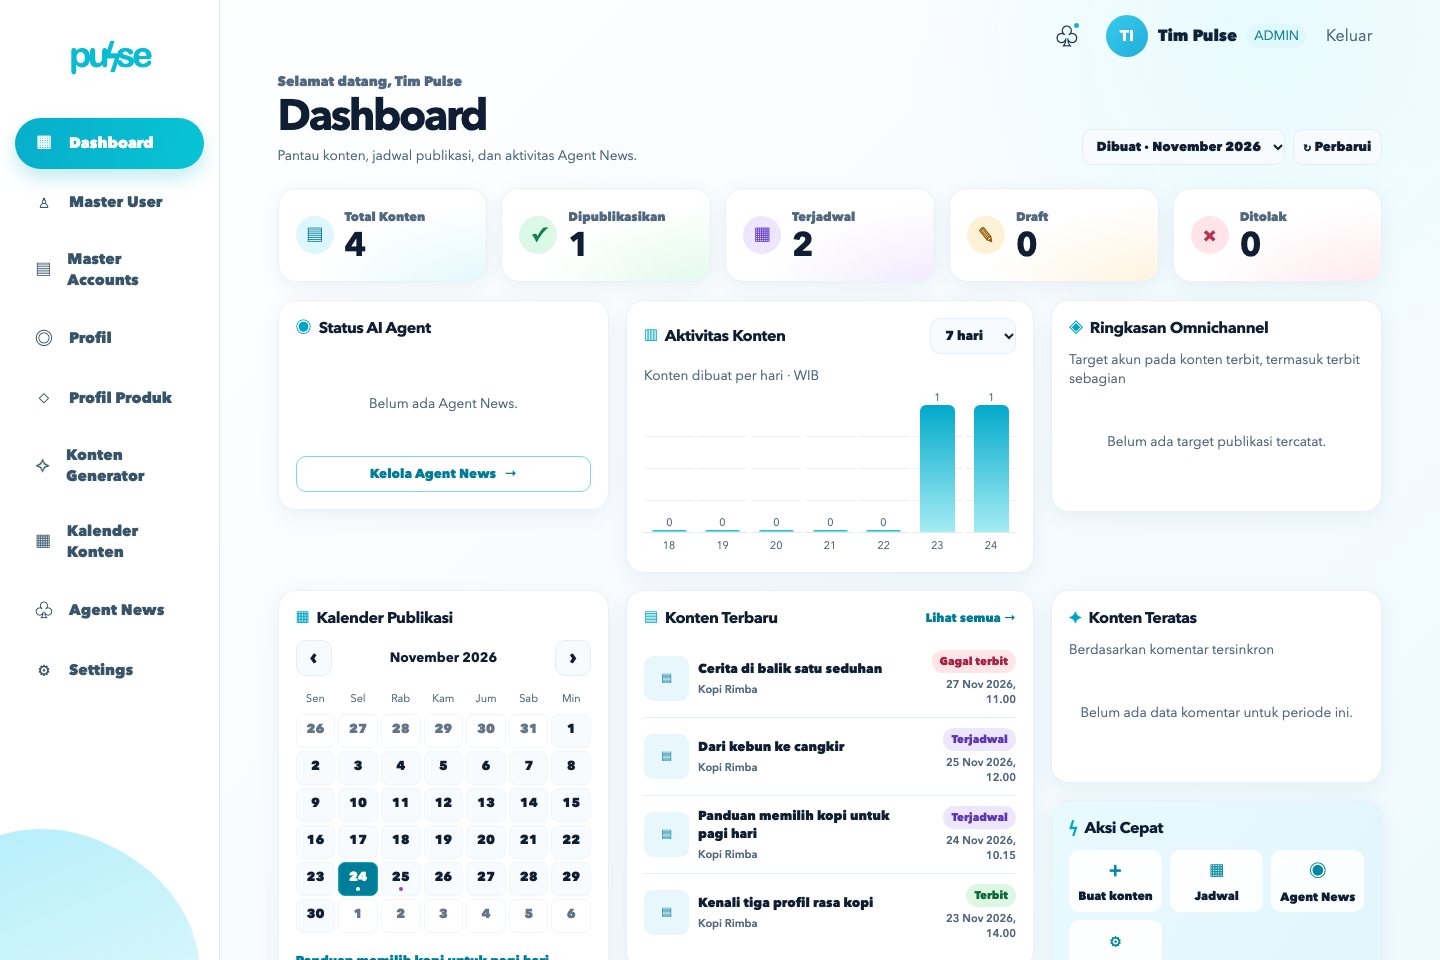 pulse
Dashboard
Master User
Master
Accounts
Profil
Profil Produk
Konten
Generator
Kalender
Konten
Agent News
Settings
TI Tim Pulse ADMIN Keluar
Selamat datang, Tim Pulse
Dashboard
Pantau konten, jadwal publikasi, dan aktivitas Agent News.
Dibuat · November 2026
↻ Perbarui
Total Konten
4
Dipublikasikan
1
Terjadwal
2
Draft
0
Ditolak
0
Status AI Agent
Belum ada Agent News.
Kelola Agent News →
Aktivitas Konten
7 hari
Konten dibuat per hari · WIB
0 0 0 0 0 1 1
18 19 20 21 22 23 24
Ringkasan Omnichannel
Target akun pada konten terbit, termasuk terbit
sebagian
Belum ada target publikasi tercatat.
Kalender Publikasi
‹ November 2026 ›
Sen Sel Rab Kam Jum Sab Min
26 27 28 29 30 31 1
2 3 4 5 6 7 8
9 10 11 12 13 14 15
16 17 18 19 20 21 22
23 24 25 26 27 28 29
30 1 2 3 4 5 6
Panduan memilih kopi untuk pagi hari
Konten Terbaru
Lihat semua →
Cerita di balik satu seduhan
Kopi Rimba
Gagal terbit
27 Nov 2026,
11.00
Dari kebun ke cangkir
Kopi Rimba
Terjadwal
25 Nov 2026,
12.00
Panduan memilih kopi untuk
pagi hari
Kopi Rimba
Terjadwal
24 Nov 2026,
10.15
Kenali tiga profil rasa kopi
Kopi Rimba
Terbit
23 Nov 2026,
14.00
Konten Teratas
Berdasarkan komentar tersinkron
Belum ada data komentar untuk periode ini.
Aksi Cepat
Buat konten
Jadwal
Agent News